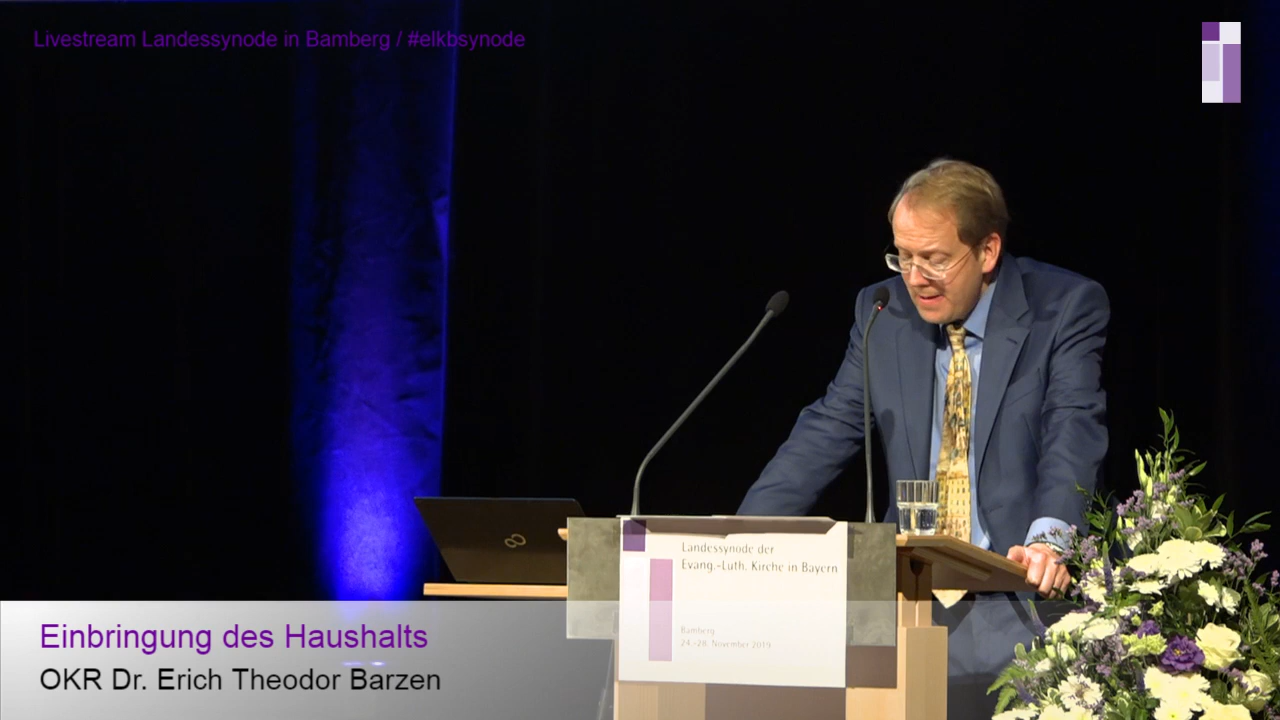 Livestream Landessynode in Bamberg / #elkbsynode
Landessynode der
Evang.-Luth. Kirche in Bayern
Bamberg
24.-28. November 2019
Einbringung des Haushalts
OKR Dr. Erich Theodor Barzen